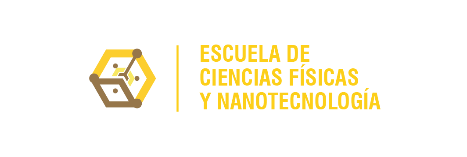 ESCUELA DE
CIENCIAS FÍSICAS
Y NANOTECNOLOGÍA